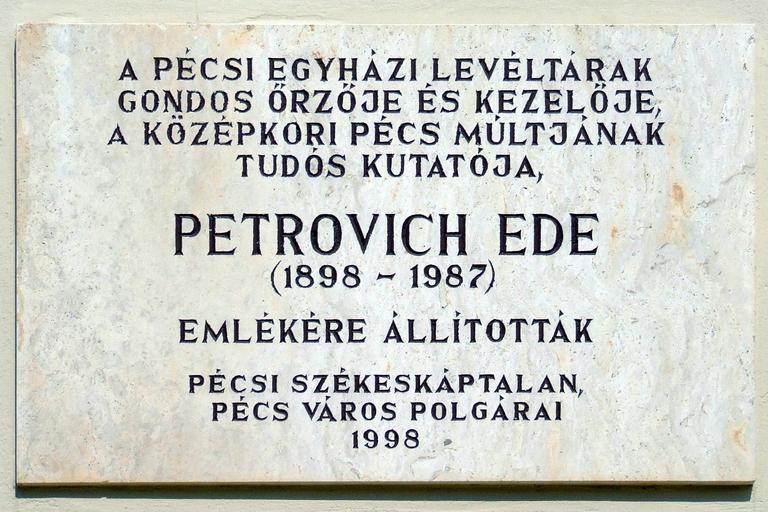 A PÉCSI EGYHÁZI LEVÉLTÁRAK
GONDOS ŐRZŐJE ÉS KEZELŐJE,
A KÖZÉPKORI PÉCS MÚLTJÁNAK
TUDÓS KUTATÓJA,
PETROVICH EDE
(1898 - 1987)
EMLÉKÉRE ÁLLÍTOTTÁK
PÉCSI SZÉKESKÁPTALAN,
PÉCS VÁROS POLGÁRAI
1998